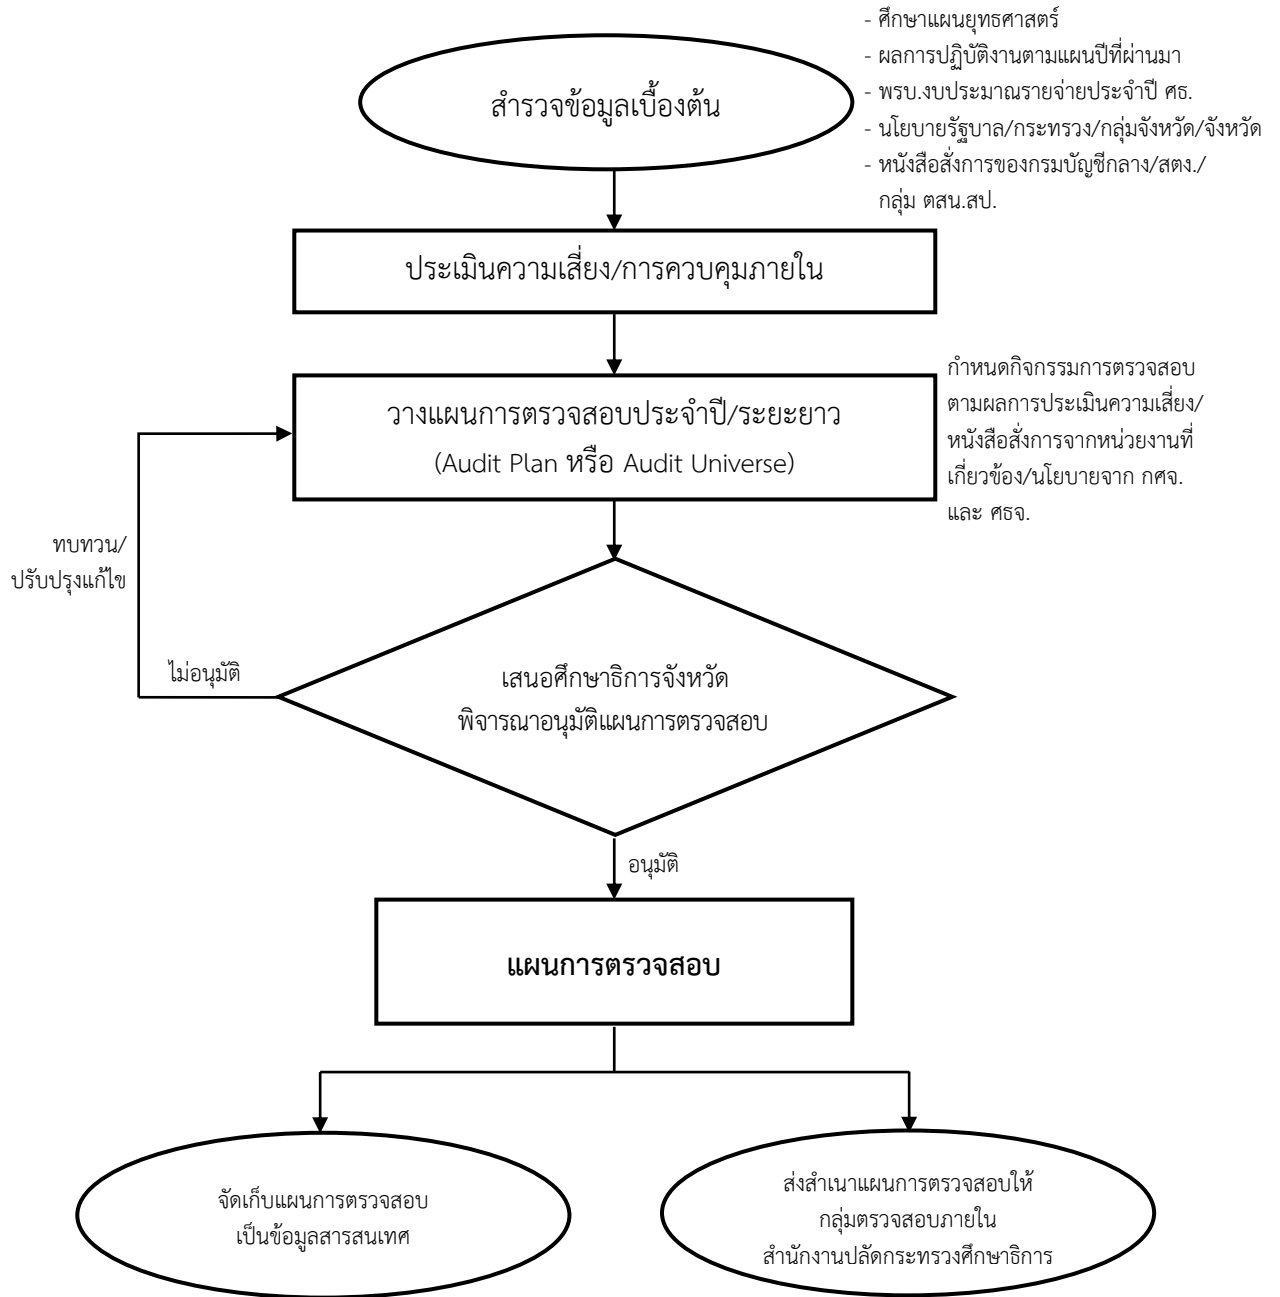 - ศึกษาแผนยุทธศาสตร์
- ผลการปฏิบัติงานตามแผนปีที่ผ่านมา
- พรบ.งบประมาณรายจ่ายประจำปี ศธ.
- นโยบายรัฐบาล/กระทรวง/กลุ่มจังหวัด/จังหวัด
- หนังสือสั่งการของกรมบัญชีกลาง/สตง./
กลุ่ม ตสน.สป.
สำรวจข้อมูลเบื้องต้น
ประเมินความเสี่ยง/การควบคุมภายใน
วางแผนการตรวจสอบประจำปี/ระยะยาว
(Audit Plan หรือ Audit Universe)
กำหนดกิจกรรมการตรวจสอบ
ตามผลการประเมินความเสี่ยง/
หนังสือสั่งการจากหน่วยงานที่
เกี่ยวข้อง/นโยบายจาก กศจ.
และ ศธจ.
ทบทวน/
ปรับปรุงแก้ไข
ไม่อนุมัติ
เสนอศึกษาธิการจังหวัด
พิจารณาอนุมัติแผนการตรวจสอบ
อนุมัติ
แผนการตรวจสอบ
จัดเก็บแผนการตรวจสอบ
เป็นข้อมูลสารสนเทศ
ส่งสำเนาแผนการตรวจสอบให้
กลุ่มตรวจสอบภายใน
สำนักงานปลัดกระทรวงศึกษาธิการ